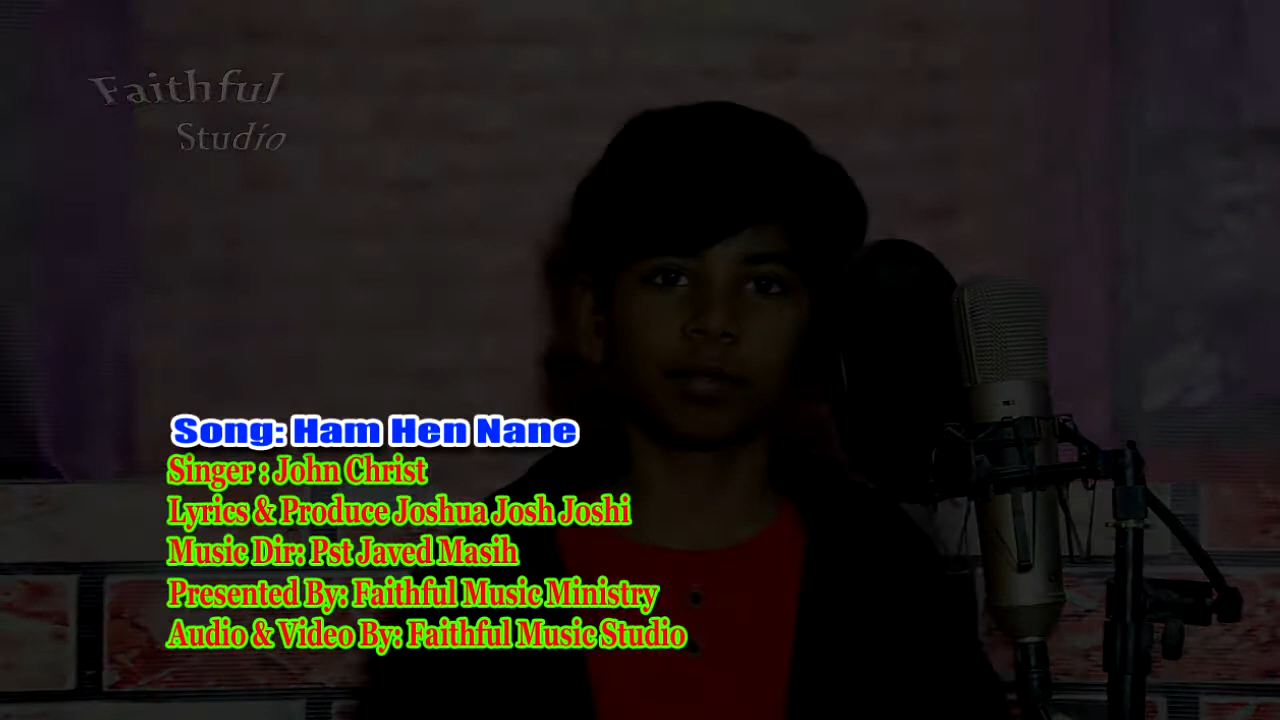 Faithful
Studio
Song: Ham Hen Nane
Singer : John Christ
Lyrics & Produce Joshua Josh Joshi
Music Dir: Pst Javed Masih
Presented By: Faithful Music Ministry
Audio & Video By: Faithful Music Studio